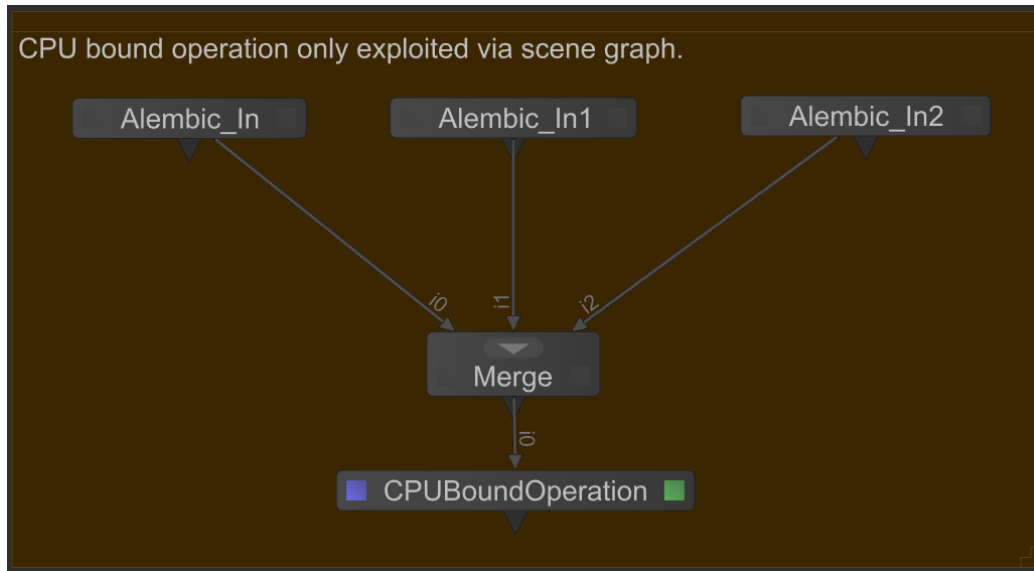 CPU bound operation only exploited via scene graph.
Alembic_In
Alembic_In1
Alembic_In2
i0
i1
i2
Merge
i0
CPUBoundOperation